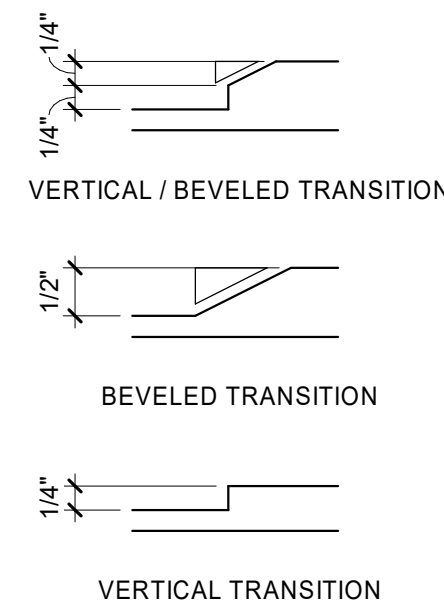 1/4"
1/4"
VERTICAL / BEVELED TRANSITION
1/2"
BEVELED TRANSITION
1/4"
VERTICAL TRANSITION